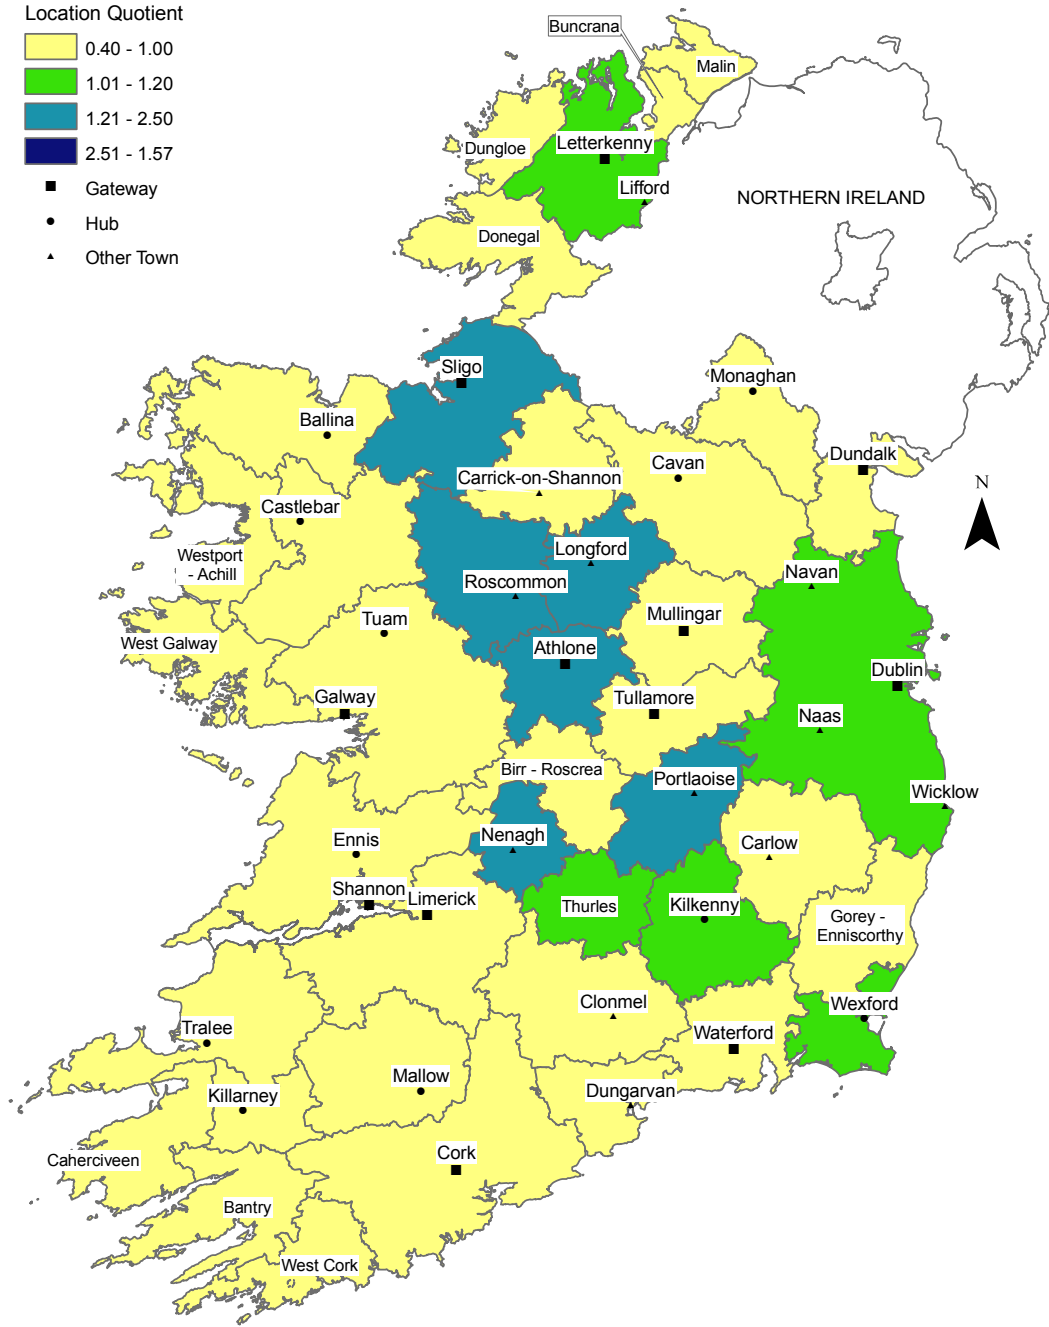 Location Quotient
0.40 - 1.00
1.01 - 1.20
1.21 - 2.50
2.51 - 1.57
Gateway
Hub
Other Town
Buncrana
Malin
Dungloe
Letterkenny
Lifford
NORTHERN IRELAND
Donegal
Sligo
Monaghan
Ballina
Dundalk
Cavan
Carrick-on-Shannon
N
Castlebar
Westport
- Achill
Longford
Navan
Roscommon
Mullingar
Tuam
West Galway
Athlone
Dublin
Galway
Tullamore
Naas
Birr - Roscrea
Portlaoise
Wicklow
Ennis
Nenagh
Carlow
Shannon
Limerick
Thurles
Kilkenny
Gorey -
Enniscorthy
Clonmel
Wexford
Tralee
Waterford
Mallow
Killarney
Dungarvan
Caherciveen
Cork
Bantry
West Cork